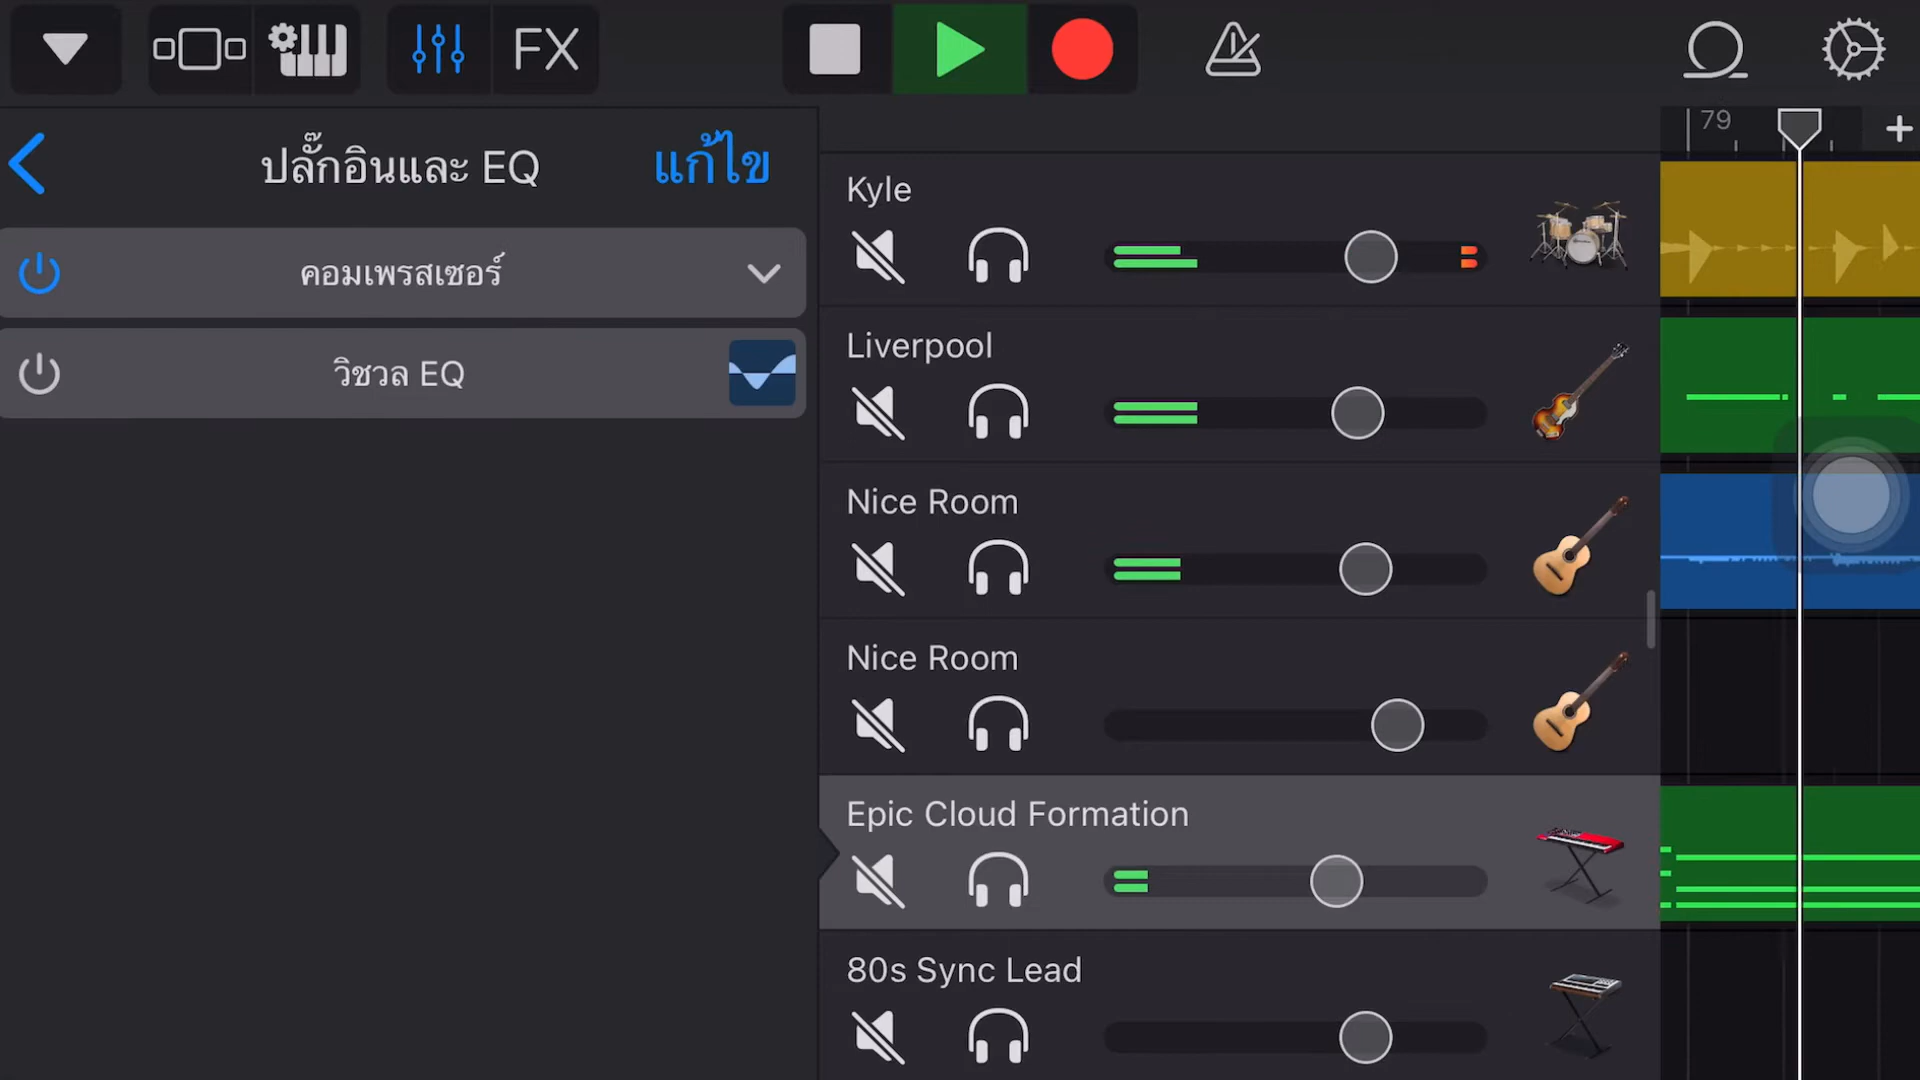 FX
ปลั๊กอินและ EQ
แก้ไข
คอมเพรสเซอร์
วิชวล EQ
79
Kyle
Liverpool
Nice Room
Nice Room
Epic Cloud Formation
80s Sync Lead